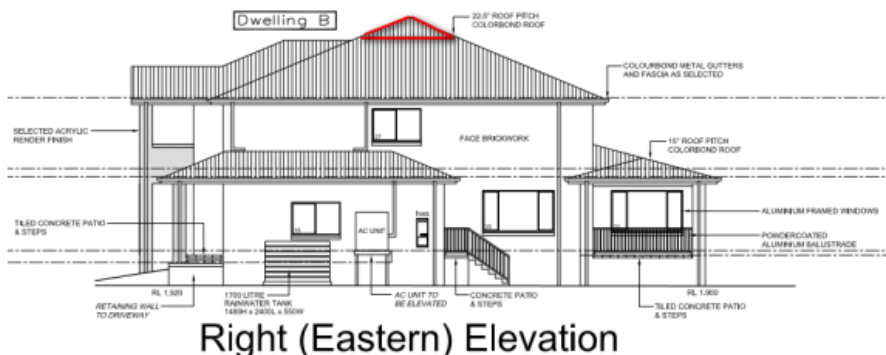 Dwelling B
22.5° ROOF PITCH
COLORBOND ROOF
COLOURBOND METAL GUTTERS
AND FASCIA AS SELECTED
SELECTED ACRYLIC
RENDER FINISH
FACE BRICKWORK
15° ROOF PITCH
COLORBOND ROOF
TILED CONCRETE PATIO
& STEPS
AC UNIT
hws
ALUMINIUM FRAMED WINDOWS
POWDERCOATED
ALUMINIUM BALUSTRADE
RL 1,920
RL 1,900
RETAINING WALL
TO DRIVEWAY
1700 LITRE
RAINWATER TANK
1480H x 2400L x 550W
AC UNIT TO
BE ELEVATED
CONCRETE PATIO
& STEPS
TILED CONCRETE PATIO
& STEPS
Right (Eastern) Elevation